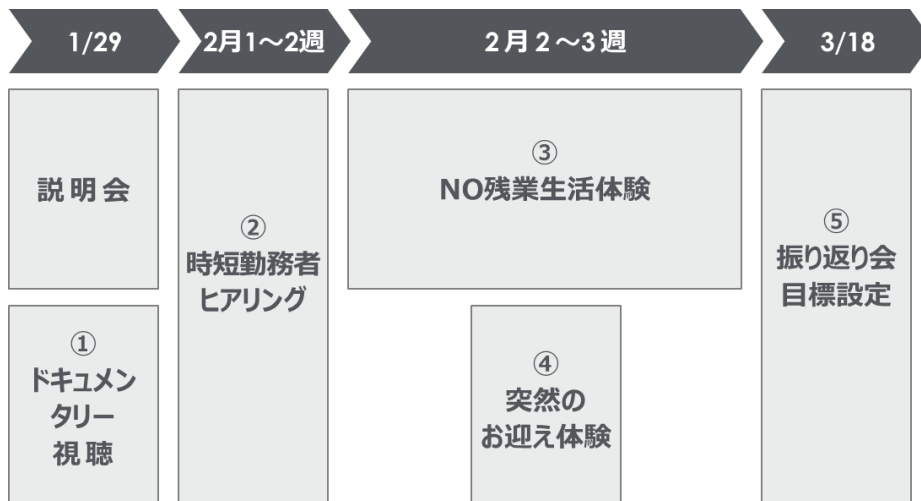 1/29
2月1～2週
2月2～3週
3/18
説明会
①
ドキュメン
タリー
視聴
②
時短勤務者
ヒアリング
③
NO残業生活体験
④
突然の
お迎え体験
⑤
振り返り会
目標設定